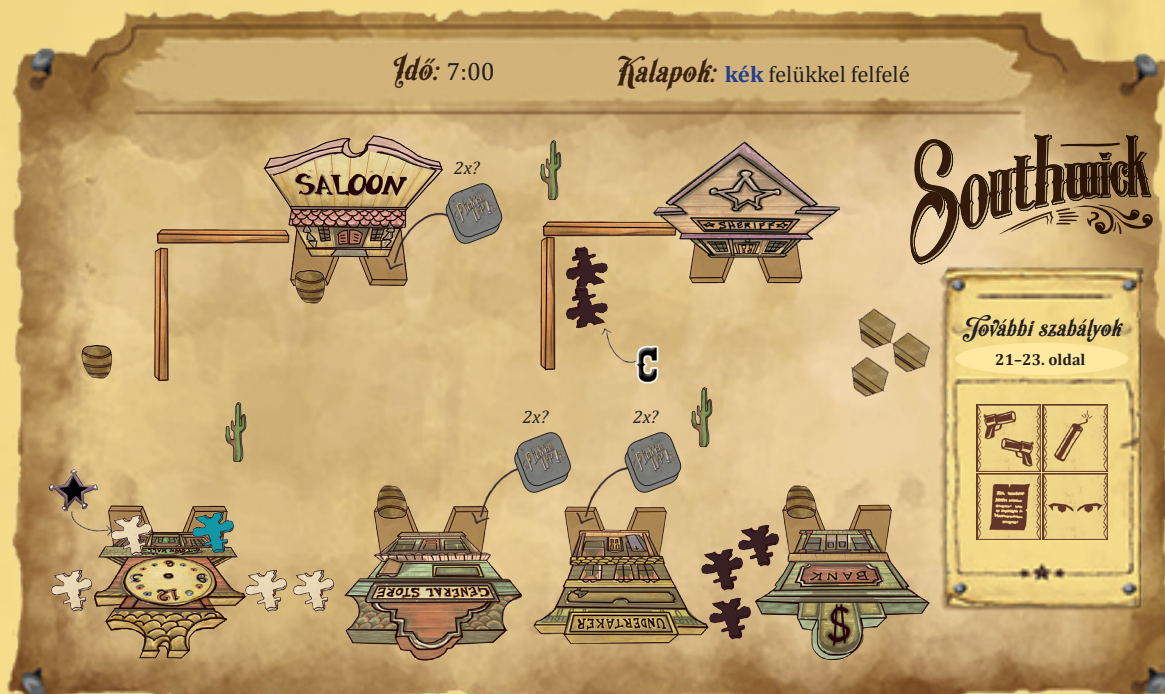 Idő: 7:00
Kalapok: kék felükkel felfelé
Southwick
SALOON
2x?
SHERIFF
További szabályok
21–23. oldal
C
2x?
2x?
12
GENERAL STORE
UNDERTAKER
BANK
$